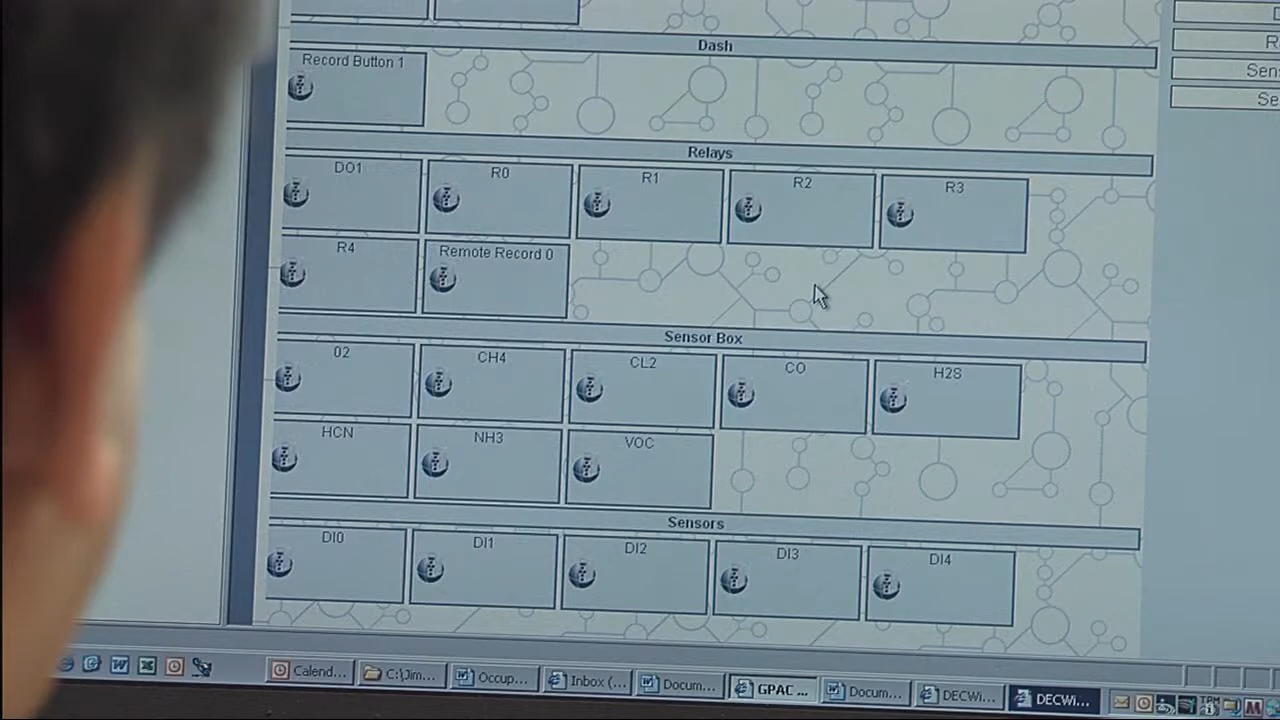 Dash
Record Button 1
Relays
DO1 R0 R1 R2 R3
R4 Remote Record 0
Sensor Box
02 CH4 CL2 CO H2S
HCN NH3 VOC
Sensors
DI0 DI1 DI2 DI3 DI4
Calend... C:\Jim... Occup... Inbox (... Docum... GPAC ... Docum... DECWi... DECWi...